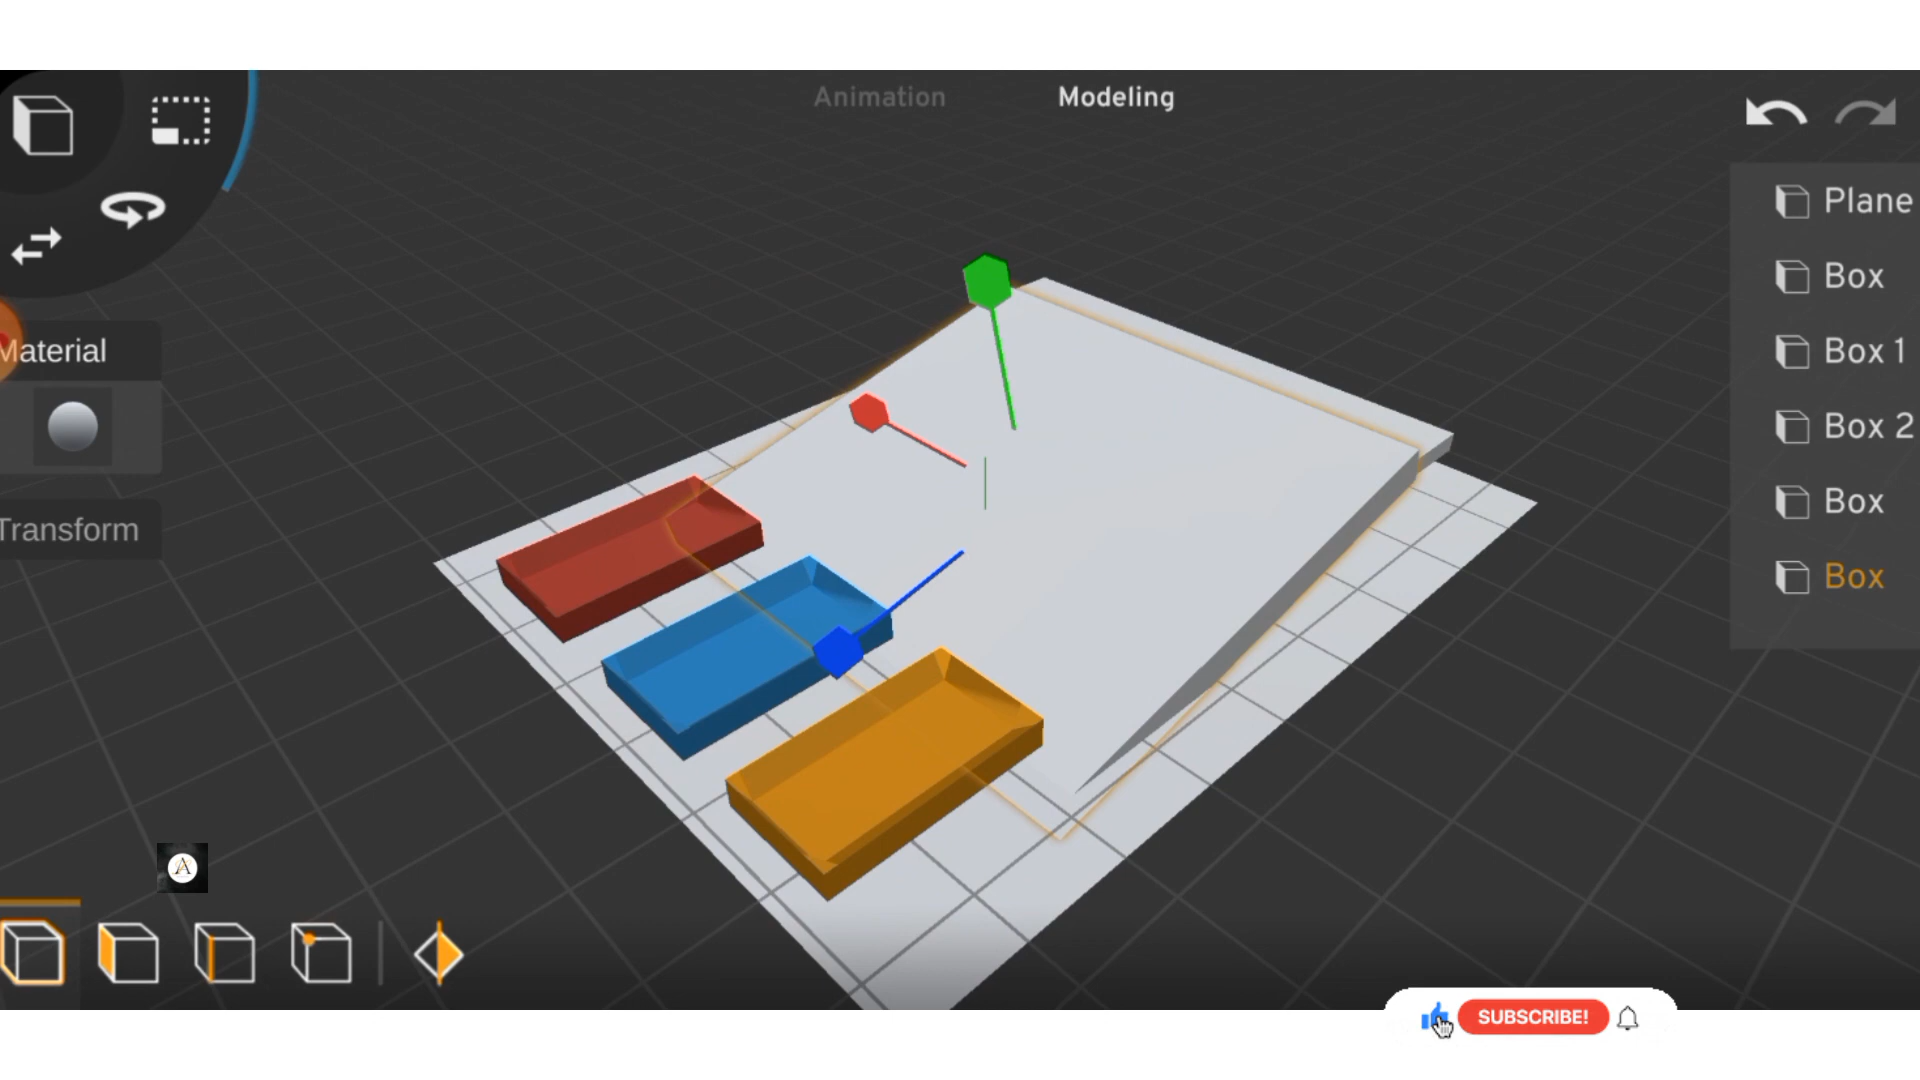 Animation
Modeling
Material
Transform
Plane
Box
Box 1
Box 2
Box
Box
A
SUBSCRIBE!